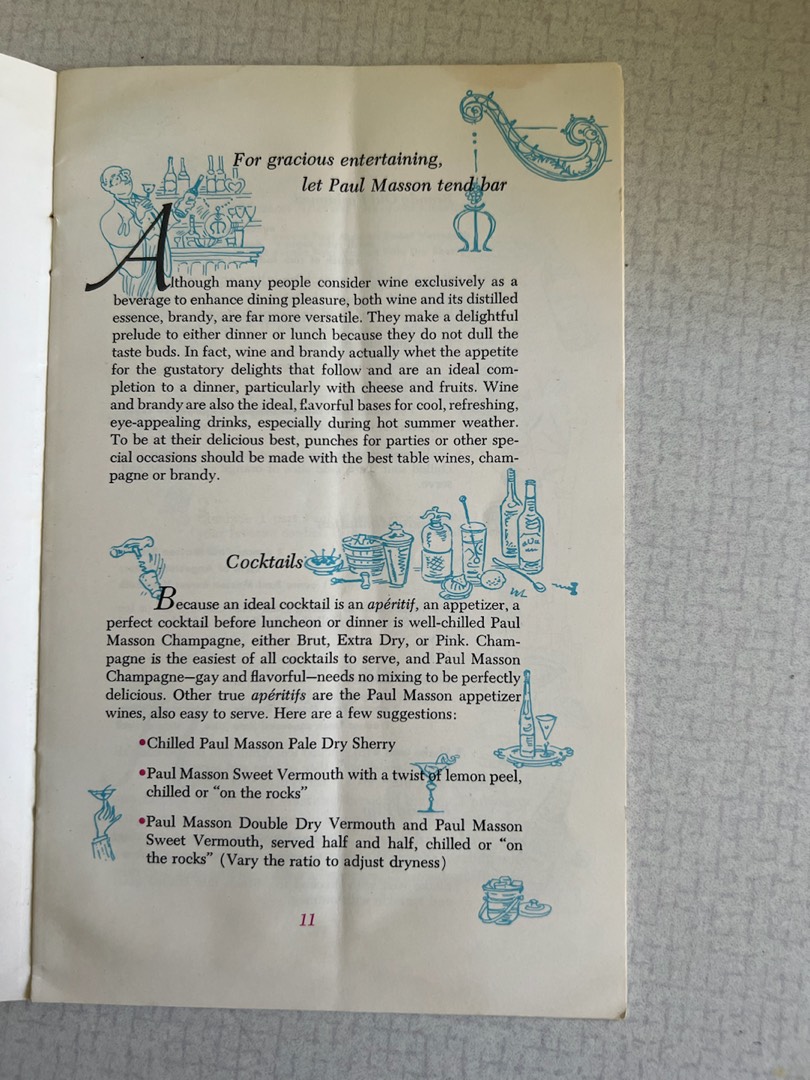 For gracious entertaining,
let Paul Masson tend bar
Although many people consider wine exclusively as a
beverage to enhance dining pleasure, both wine and its distilled
essence, brandy, are far more versatile. They make a delightful
prelude to either dinner or lunch because they do not dull the
taste buds. In fact, wine and brandy actually whet the appetite
for the gustatory delights that follow and are an ideal com-
pletion to a dinner, particularly with cheese and fruits. Wine
and brandy are also the ideal, flavorful bases for cool, refreshing,
eye-appealing drinks, especially during hot summer weather.
To be at their delicious best, punches for parties or other spe-
cial occasions should be made with the best table wines, cham-
pagne or brandy.
Cocktails
Because an ideal cocktail is an apéritif, an appetizer, a
perfect cocktail before luncheon or dinner is well-chilled Paul
Masson Champagne, either Brut, Extra Dry, or Pink. Cham-
pagne is the easiest of all cocktails to serve, and Paul Masson
Champagne—gay and flavorful—needs no mixing to be perfectly
delicious. Other true apéritifs are the Paul Masson appetizer
wines, also easy to serve. Here are a few suggestions:
•Chilled Paul Masson Pale Dry Sherry
•Paul Masson Sweet Vermouth with a twist of lemon peel,
chilled or “on the rocks”
•Paul Masson Double Dry Vermouth and Paul Masson
Sweet Vermouth, served half and half, chilled or “on
the rocks” (Vary the ratio to adjust dryness)
11